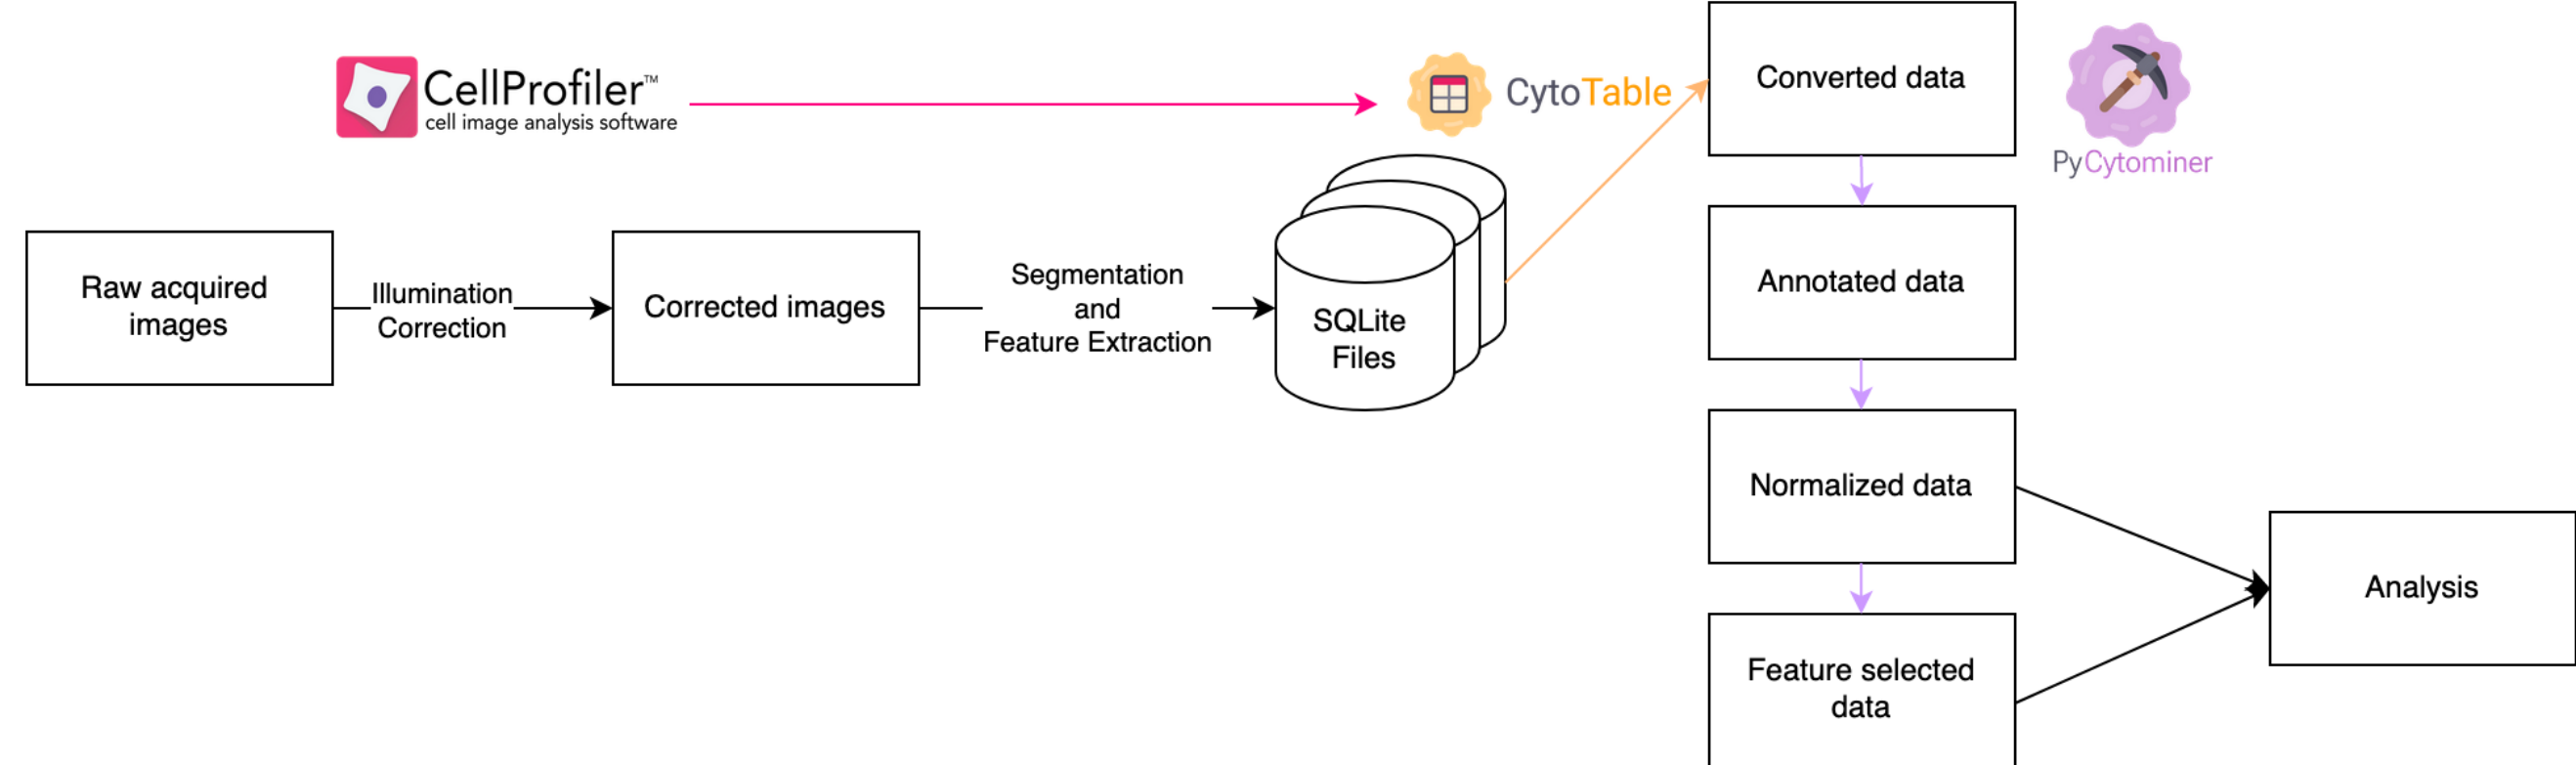 CellProfiler™
cell image analysis software
CytoTable
Converted data
PyCytominer
Raw acquired
images
Illumination
Correction
Corrected images
Segmentation
and
Feature Extraction
SQLite
Files
Annotated data
Normalized data
Feature selected
data
Analysis